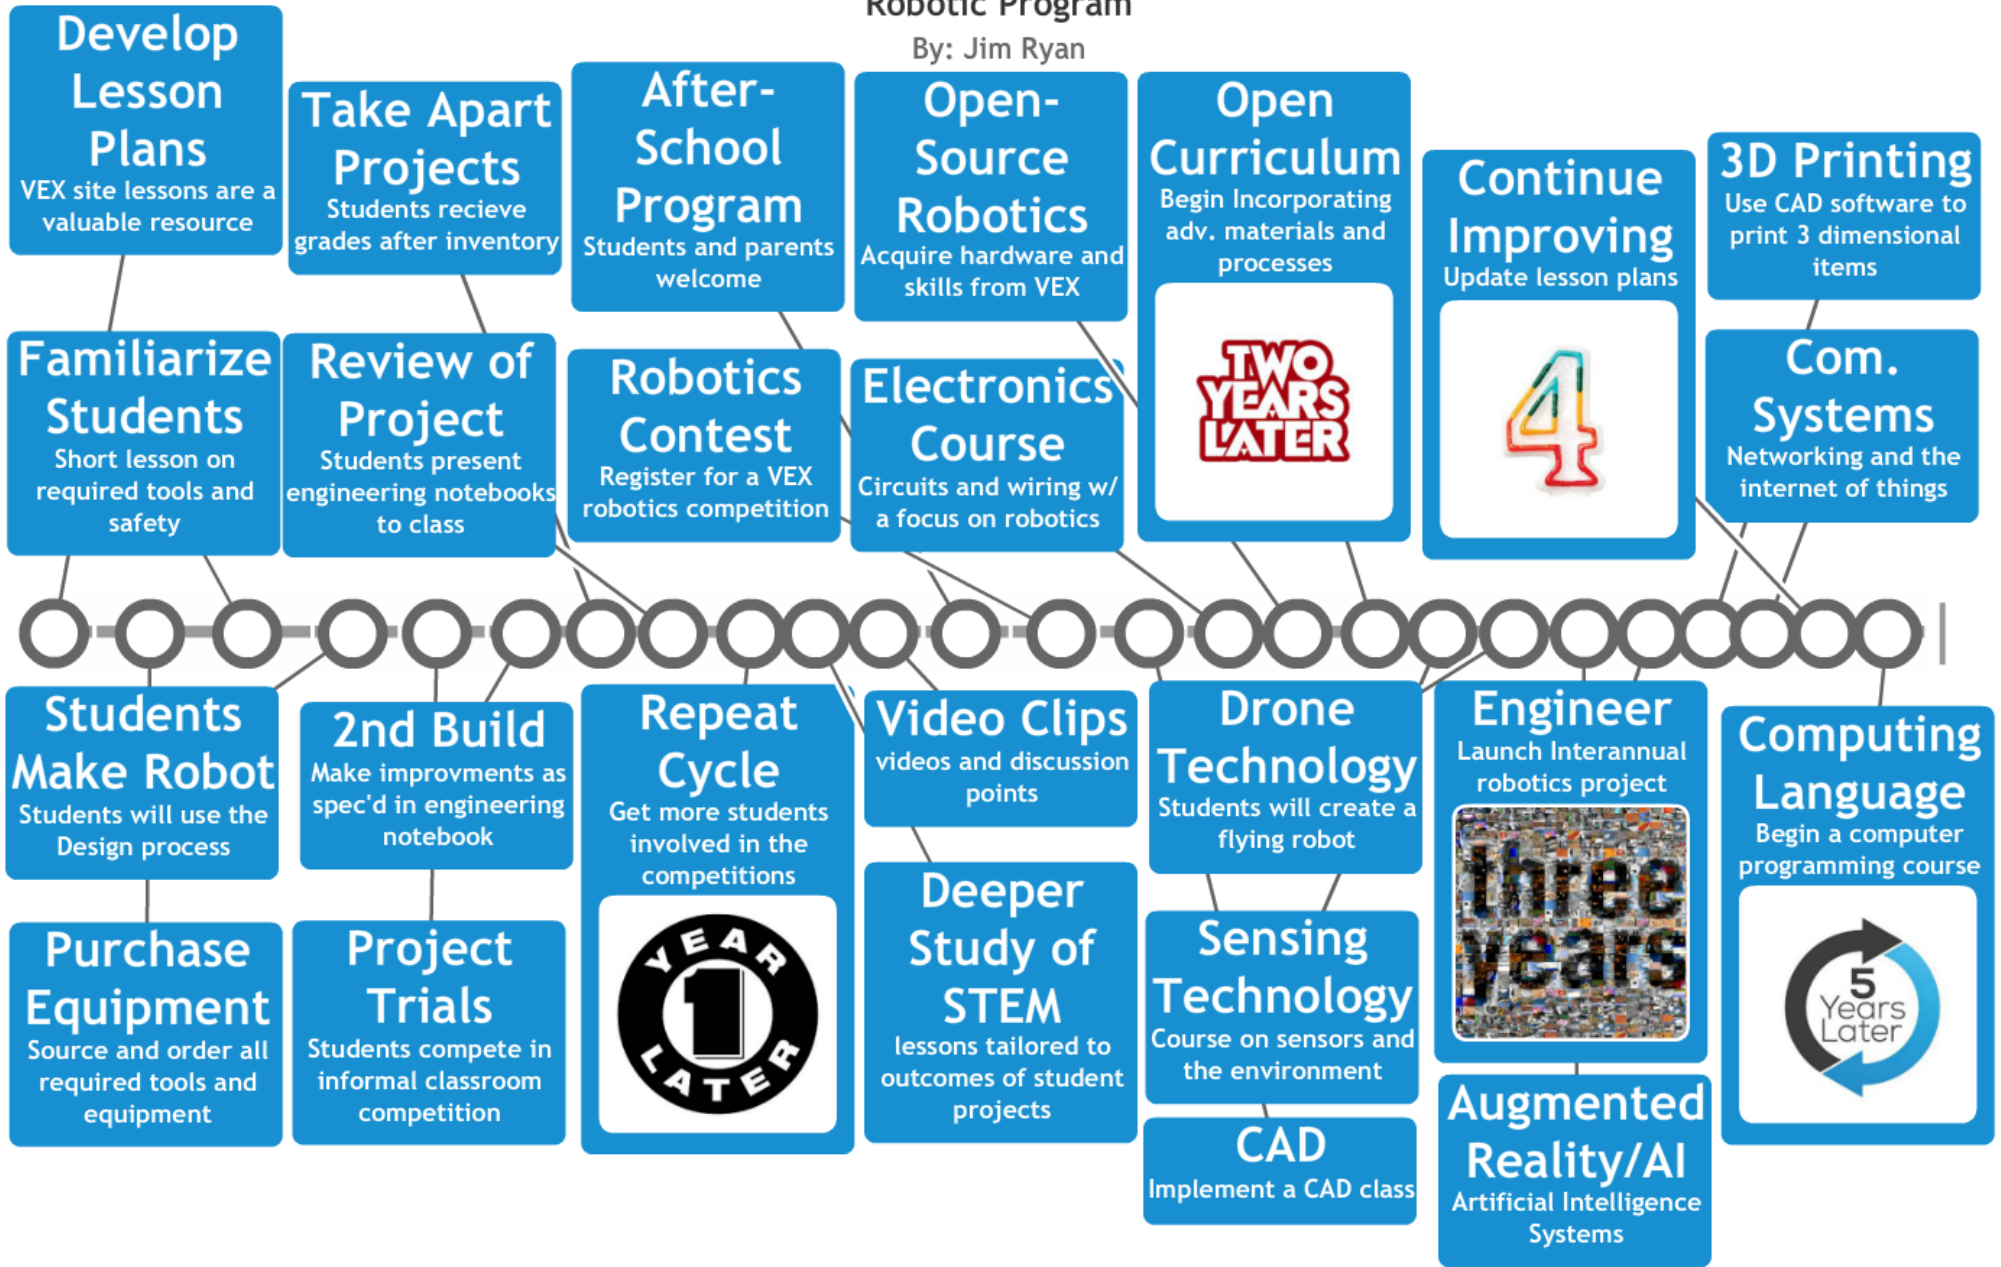 Robotic Program
By: Jim Ryan
Develop
Lesson
Plans
VEX site lessons are a
valuable resource
Take Apart
Projects
Students recieve
grades after inventory
After-
School
Program
Students and parents
welcome
Open-
Source
Robotics
Acquire hardware and
skills from VEX
Open
Curriculum
Begin Incorporating
adv. materials and
processes
TWO
YEARS
LATER
Continue
Improving
Update lesson plans
4
3D Printing
Use CAD software to
print 3 dimensional
items
Familiarize
Students
Short lesson on
required tools and
safety
Review of
Project
Students present
engineering notebooks
to class
Robotics
Contest
Register for a VEX
robotics competition
Electronics
Course
Circuits and wiring w/
a focus on robotics
Com.
Systems
Networking and the
internet of things
Students
Make Robot
Students will use the
Design process
2nd Build
Make improvments as
spec'd in engineering
notebook
Repeat
Cycle
Get more students
involved in the
competitions
YEAR
1
LATER
Video Clips
videos and discussion
points
Drone
Technology
Students will create a
flying robot
Engineer
Launch Interannual
robotics project
three
years
Computing
Language
Begin a computer
programming course
5
Years
Later
Purchase
Equipment
Source and order all
required tools and
equipment
Project
Trials
Students compete in
informal classroom
competition
Deeper
Study of
STEM
lessons tailored to
outcomes of student
projects
Sensing
Technology
Course on sensors and
the environment
CAD
Implement a CAD class
Augmented
Reality/AI
Artificial Intelligence
Systems